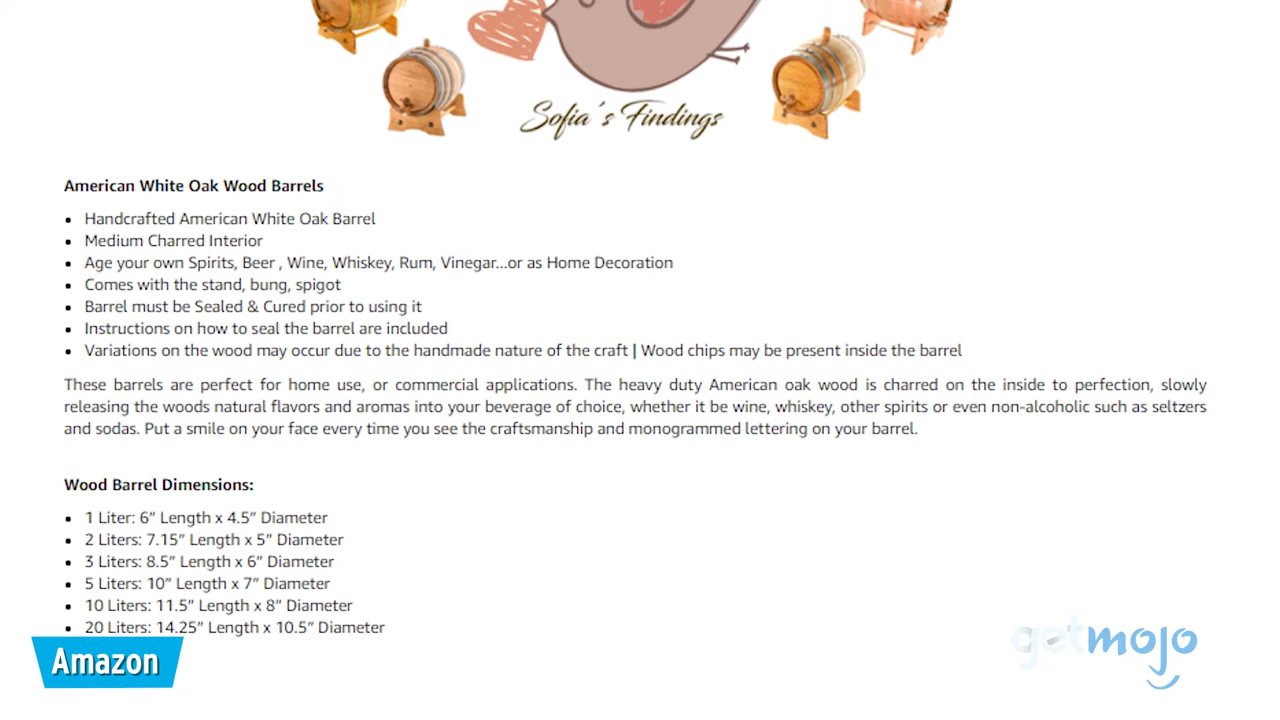 Sofia's Findings
American White Oak Wood Barrels
• Handcrafted American White Oak Barrel
• Medium Charred Interior
• Age your own Spirits, Beer , Wine, Whiskey, Rum, Vinegar...or as Home Decoration
• Comes with the stand, bung, spigot
• Barrel must be Sealed & Cured prior to using it
• Instructions on how to seal the barrel are included
• Variations on the wood may occur due to the handmade nature of the craft | Wood chips may be present inside the barrel
These barrels are perfect for home use, or commercial applications. The heavy duty American oak wood is charred on the inside to perfection, slowly
releasing the woods natural flavors and aromas into your beverage of choice, whether it be wine, whiskey, other spirits or even non-alcoholic such as seltzers
and sodas. Put a smile on your face every time you see the craftsmanship and monogrammed lettering on your barrel.
Wood Barrel Dimensions:
• 1 Liter: 6" Length x 4.5" Diameter
• 2 Liters: 7.15" Length x 5" Diameter
• 3 Liters: 8.5" Length x 6" Diameter
• 5 Liters: 10" Length x 7" Diameter
• 10 Liters: 11.5" Length x 8" Diameter
• 20 Liters: 14.25" Length x 10.5" Diameter
Amazon
getmojo